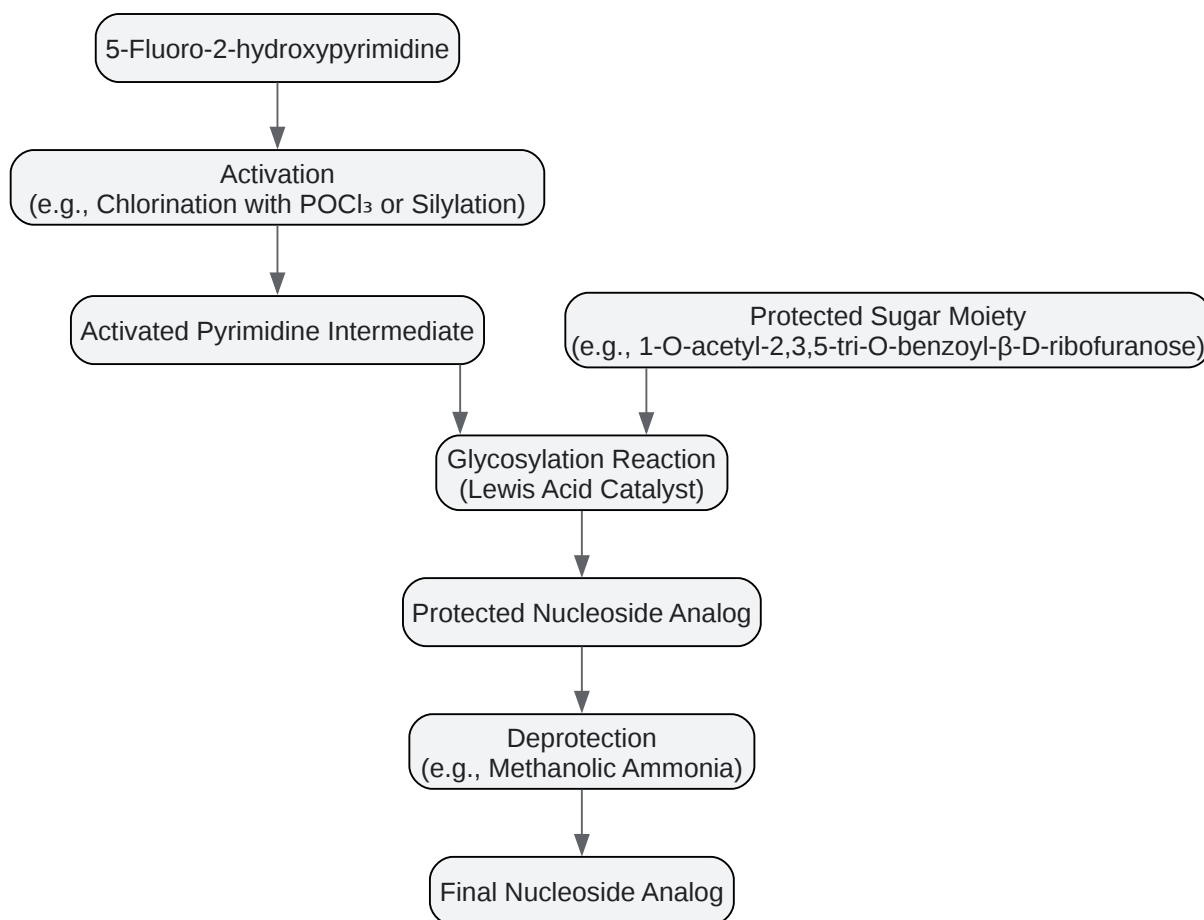 5-Fluoro-2-hydroxypyrimidine
Activation
(e.g., Chlorination with POCl₃ or Silylation)
Activated Pyrimidine Intermediate
Protected Sugar Moiety
(e.g., 1-O-acetyl-2,3,5-tri-O-benzoyl-β-D-ribofuranose)
Glycosylation Reaction
(Lewis Acid Catalyst)
Protected Nucleoside Analog
Deprotection
(e.g., Methanolic Ammonia)
Final Nucleoside Analog